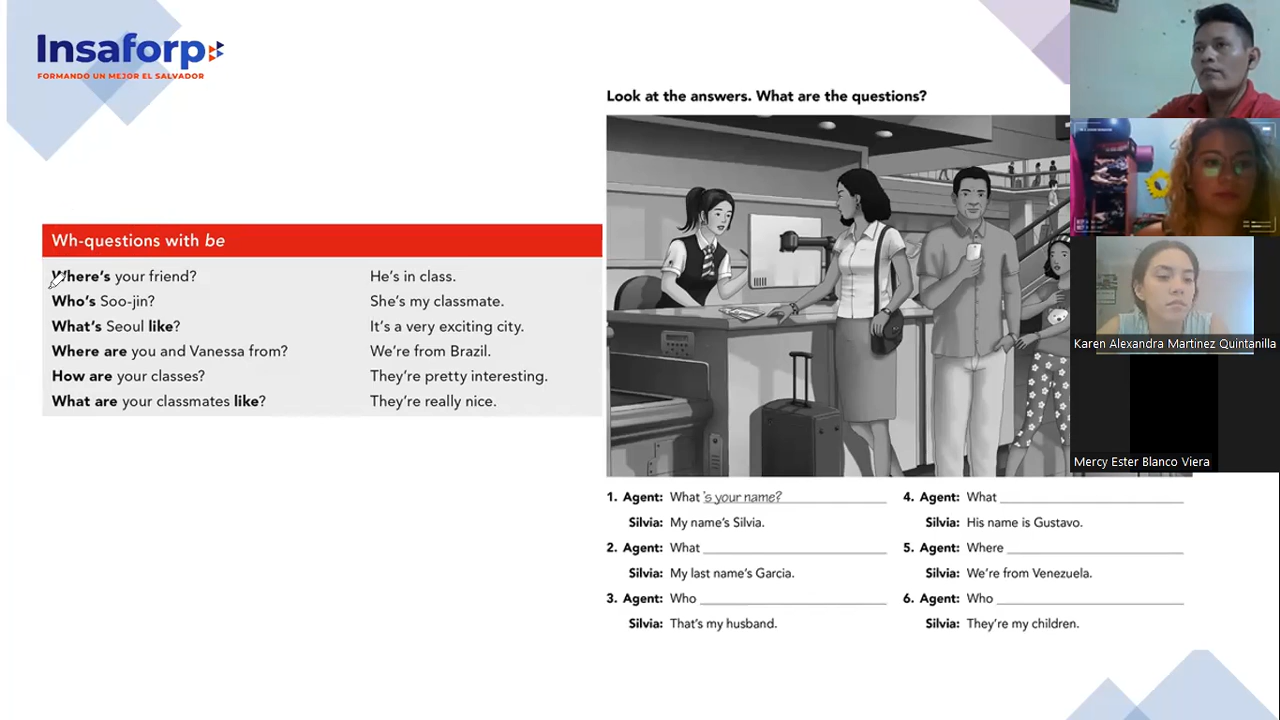 Insaforp
FORMANDO UN MEJOR EL SALVADOR
Look at the answers. What are the questions?
Wh-questions with be
Where's your friend? He's in class.
Who's Soo-jin? She's my classmate.
What's Seoul like? It's a very exciting city.
Where are you and Vanessa from? We're from Brazil.
How are your classes? They're pretty interesting.
What are your classmates like? They're really nice.
1. Agent: What 's your name?
Silvia: My name's Silvia.
2. Agent: What
Silvia: My last name's Garcia.
3. Agent: Who
Silvia: That's my husband.
4. Agent: What
Silvia: His name is Gustavo.
5. Agent: Where
Silvia: We're from Venezuela.
6. Agent: Who
Silvia: They're my children.
Karen Alexandra Martinez Quintanilla
Mercy Ester Blanco Viera